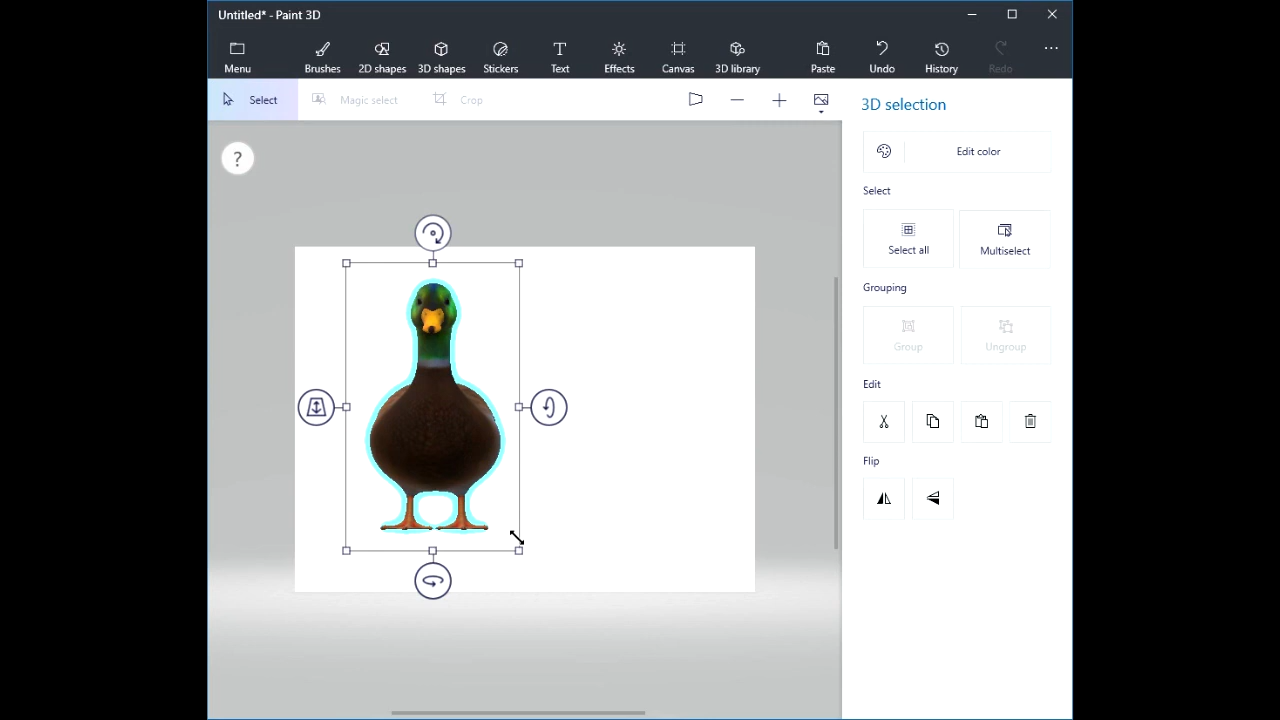 Untitled* - Paint 3D
Menu
Brushes
2D shapes
3D shapes
Stickers
Text
Effects
Canvas
3D library
Paste
Undo
History
Redo
Select
Magic select
Crop
3D selection
?
Edit color
Select
Select all
Multiselect
Grouping
Group
Ungroup
Edit
Flip